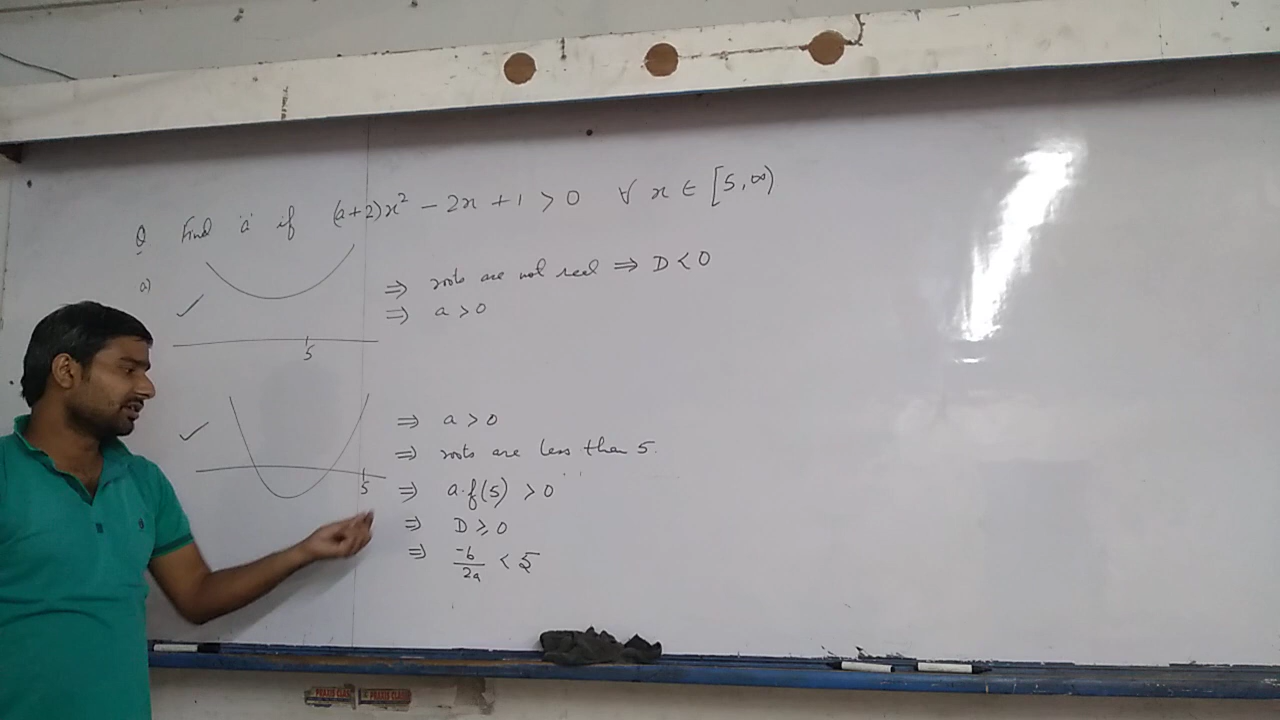 Q Find 'a' if (a+2)x² - 2x + 1 > 0 ∀ x ∈ [5,∞)
a) ⇒ roots are not real ⇒ D < 0
⇒ a > 0
5
⇒ a > 0
⇒ roots are less than 5.
5 ⇒ a.f(5) > 0
⇒ D ≥ 0
⇒ -b/2a < 5